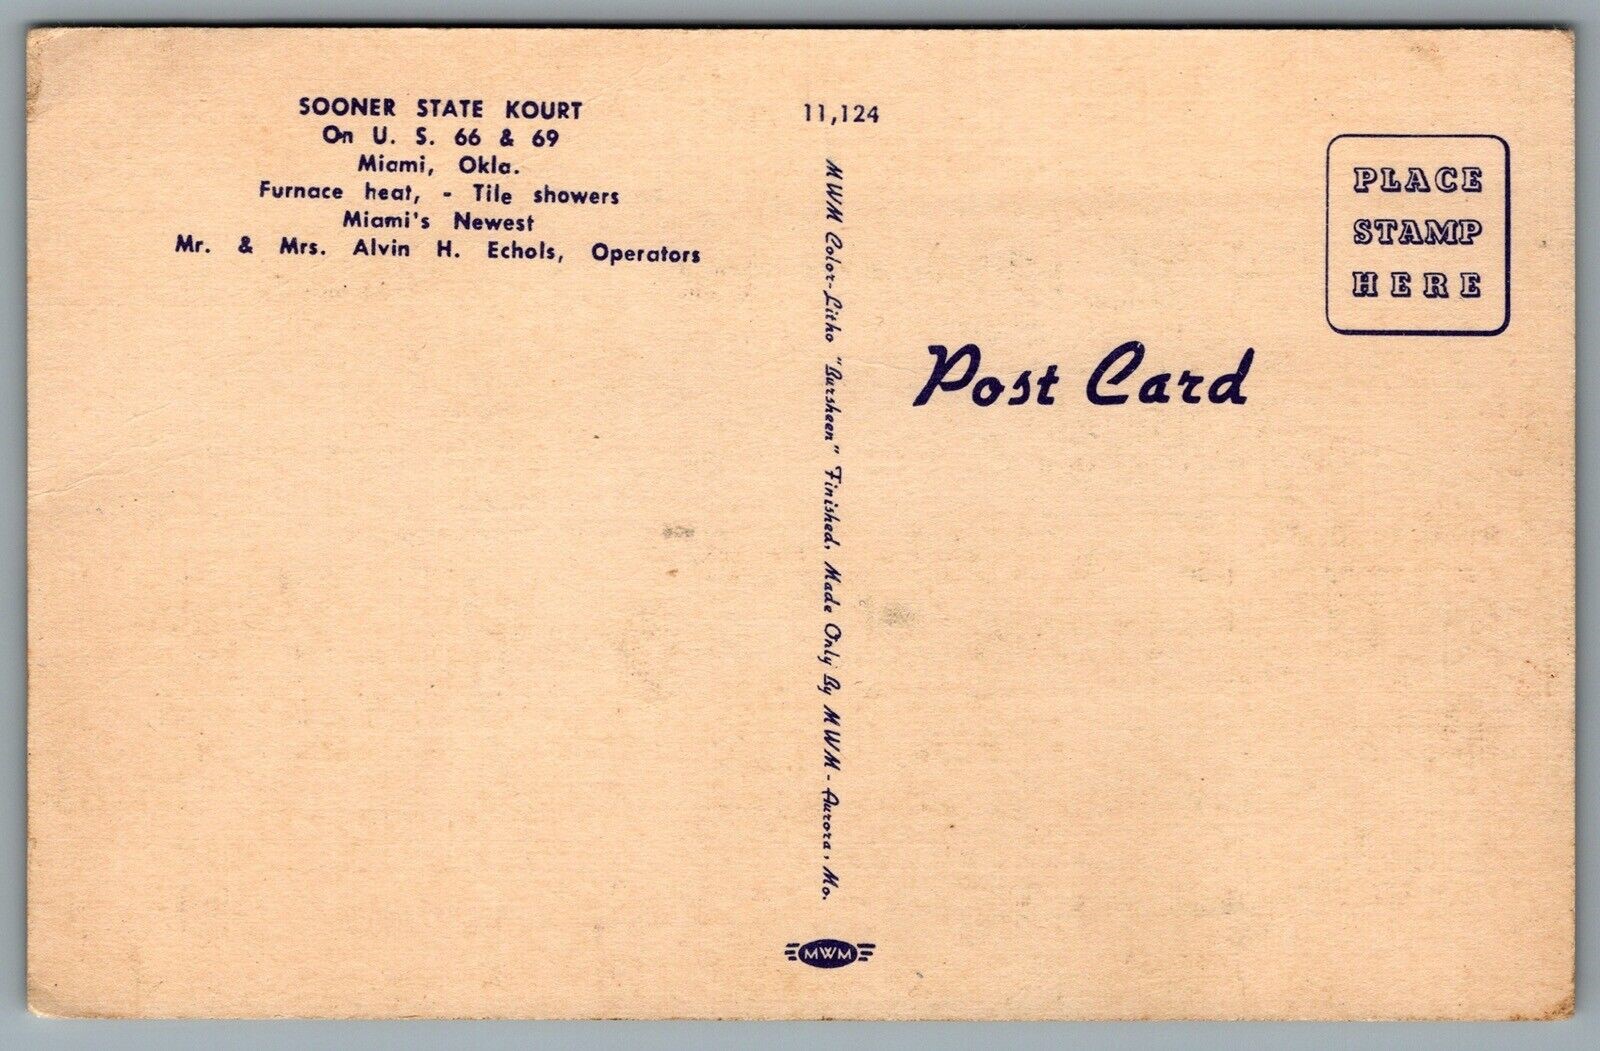 SOONER STATE KOURT
On U. S. 66 & 69
Miami, Okla.
Furnace heat, - Tile showers
Miami's Newest
Mr. & Mrs. Alvin H. Echols, Operators
11,124
MWM Color-Litho "Bursheen" Finished, Made Only By MWM - Aurora, Mo.
MWM
PLACE
STAMP
HERE
Post Card